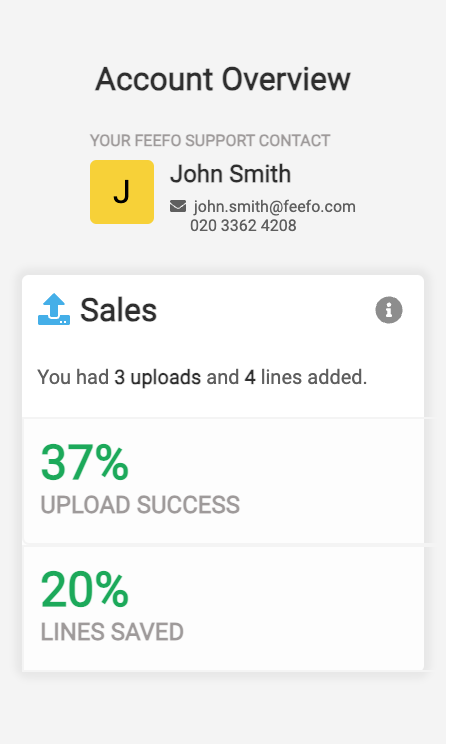 Account Overview
YOUR FEEFO SUPPORT CONTACT
J
John Smith
john.smith@feefo.com
020 3362 4208
Sales
You had 3 uploads and 4 lines added.
37%
UPLOAD SUCCESS
20%
LINES SAVED